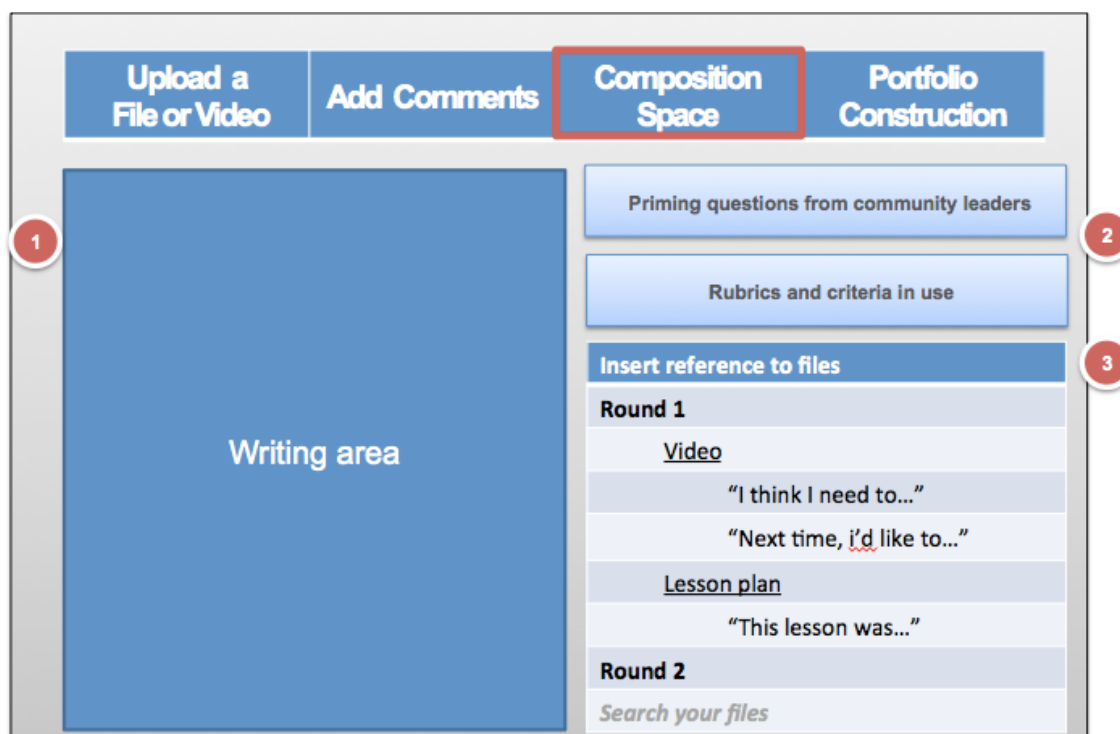 Upload a
File or Video
Add Comments
Composition
Space
Portfolio
Construction
1
Writing area
Priming questions from community leaders
2
Rubrics and criteria in use
3
Insert reference to files
Round 1
Video
“I think I need to...”
“Next time, i’d like to...”
Lesson plan
“This lesson was...”
Round 2
Search your files